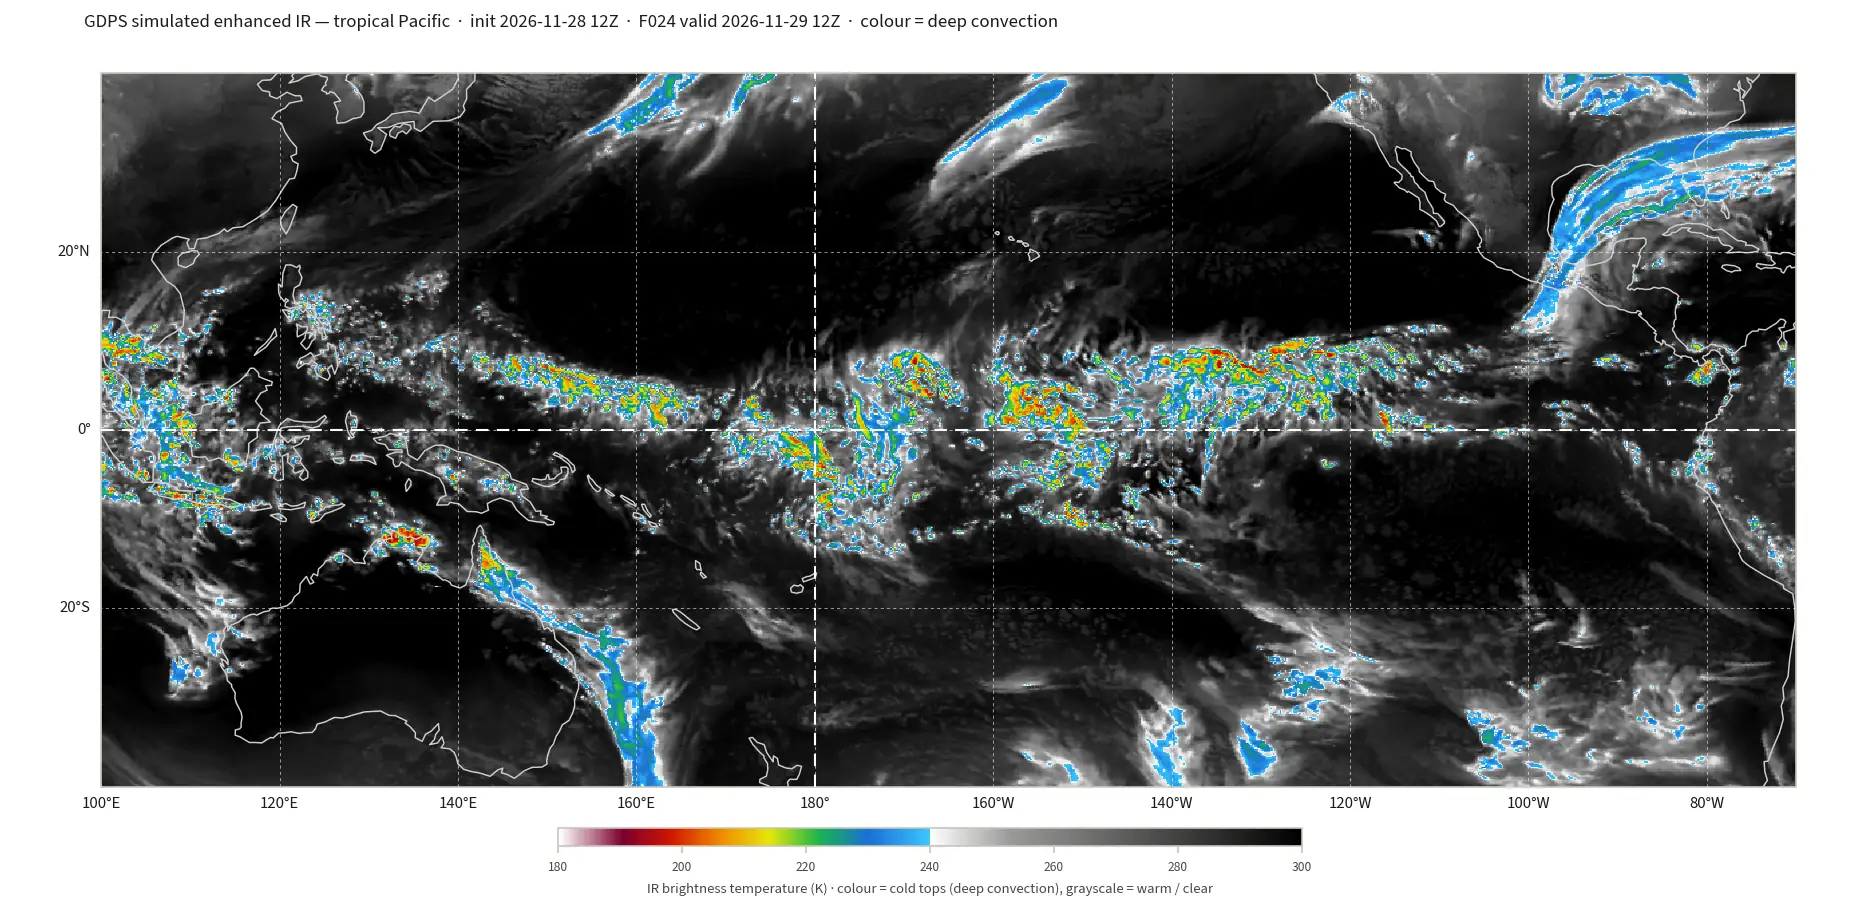 GDPS simulated enhanced IR — tropical Pacific · init 2026-11-28 12Z · F024 valid 2026-11-29 12Z · colour = deep convection
20°N
0°
20°S
100°E 120°E 140°E 160°E 180° 160°W 140°W 120°W 100°W 80°W
180 200 220 240 260 280 300
IR brightness temperature (K) · colour = cold tops (deep convection), grayscale = warm / clear